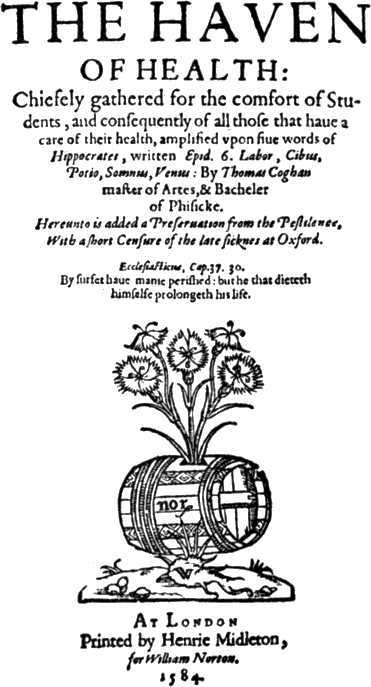 THE HAVEN
OF HEALTH:
Chiefely gathered for the comfort of Stu-
dents, and consequently of all those that haue a
care of their health, amplified vpon fiue words of
Hippocrates, written Epid. 6. Labor, Cibus,
Potio, Somnus, Venus: By Thomas Coghan
master of Artes, & Bacheler
of Phisicke.
Hereunto is added a Preseruation from the Pestilence,
With a short Censure of the late sicknes at Oxford.
Ecclesiasticus, Cap. 37. 30.
By surfet haue manie perished: but he that dieteth
himselfe prolongeth his life.
nor
W
AT LONDON
Printed by Henrie Midleton,
for William Norton.
1584.